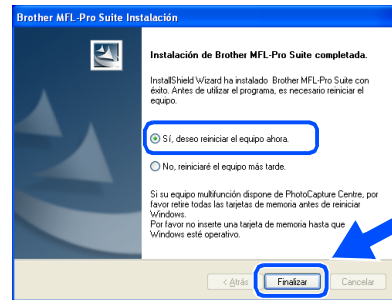 Brother MFL-Pro Suite Instalación
Instalación de Brother MFL-Pro Suite completada.
InstallShield Wizard ha instalado Brother MFL-Pro Suite con
éxito. Antes de utilizar el programa, es necesario reiniciar el
equipo.
Sí, deseo reiniciar el equipo ahora.
No, reiniciaré el equipo más tarde.
Si su equipo multifunción dispone de PhotoCapture Centre, por
favor retire todas las tarjetas de memoria antes de reiniciar
Windows.
Por favor no inserte una tarjeta de memoria hasta que
Windows esté operativo.
< Atrás Finalizar Cancelar